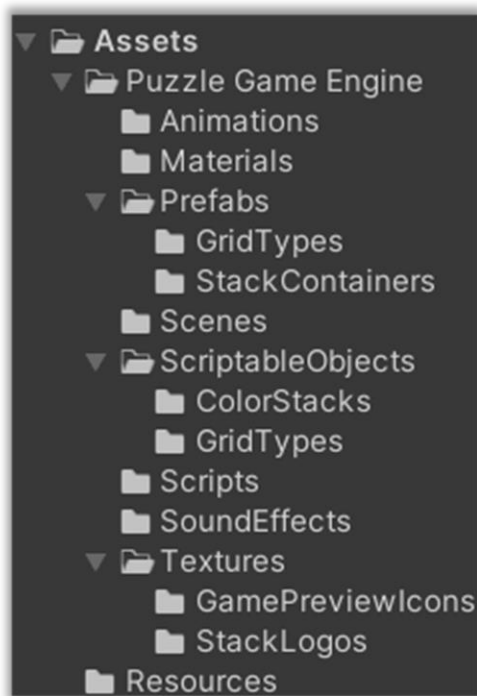 Assets
Puzzle Game Engine
Animations
Materials
Prefabs
GridTypes
StackContainers
Scenes
ScriptableObjects
ColorStacks
GridTypes
Scripts
SoundEffects
Textures
GamePreviewIcons
StackLogos
Resources